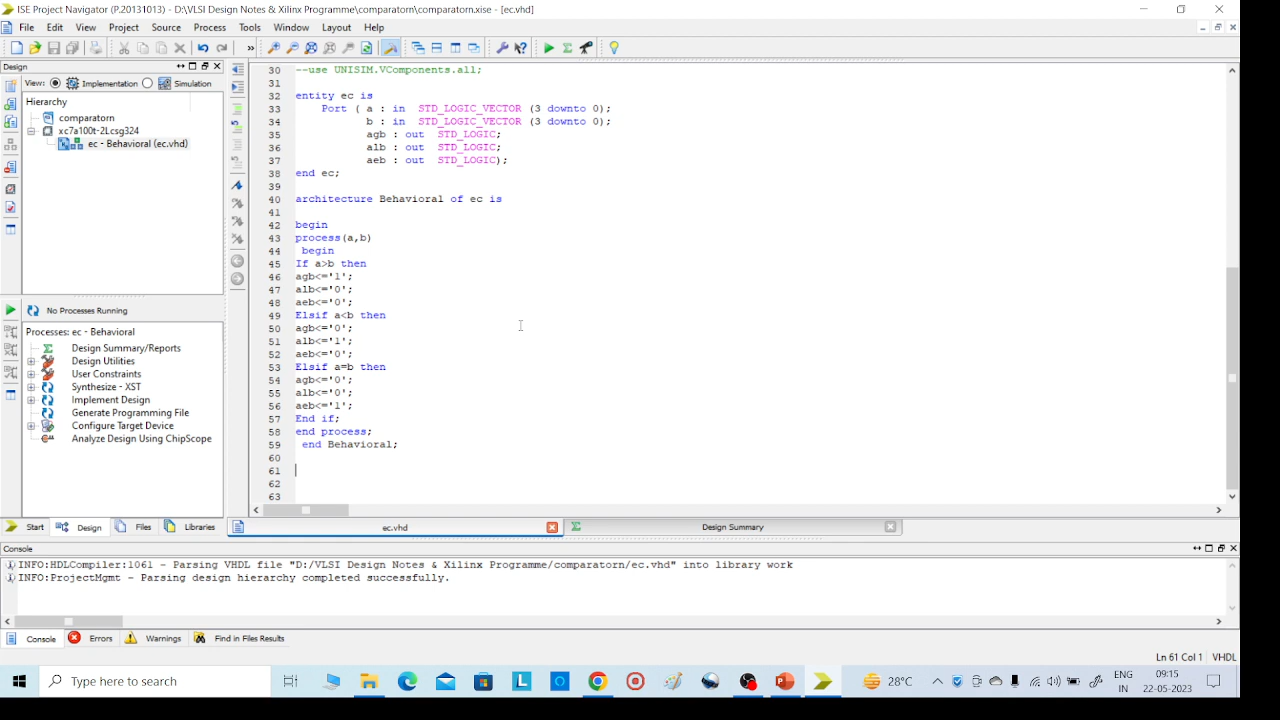 ISE Project Navigator (P.20131013) - D:\VLSI Design Notes & Xilinx Programme\comparatorn\comparatorn.xise - [ec.vhd]
File Edit View Project Source Process Tools Window Layout Help
Design
View: Implementation Simulation
Hierarchy
comparatorn
xc7a100t-2Lcsg324
ec - Behavioral (ec.vhd)
No Processes Running
Processes: ec - Behavioral
Design Summary/Reports
Design Utilities
User Constraints
Synthesize - XST
Implement Design
Generate Programming File
Configure Target Device
Analyze Design Using ChipScope
Start Design Files Libraries
30 --use UNISIM.VComponents.all;
31
32 entity ec is
33 Port ( a : in STD_LOGIC_VECTOR (3 downto 0);
34 b : in STD_LOGIC_VECTOR (3 downto 0);
35 agb : out STD_LOGIC;
36 alb : out STD_LOGIC;
37 aeb : out STD_LOGIC);
38 end ec;
39
40 architecture Behavioral of ec is
41
42 begin
43 process(a,b)
44 begin
45 If a>b then
46 agb<='1';
47 alb<='0';
48 aeb<='0';
49 Elsif a<b then
50 agb<='0';
51 alb<='1';
52 aeb<='0';
53 Elsif a=b then
54 agb<='0';
55 alb<='0';
56 aeb<='1';
57 End if;
58 end process;
59 end Behavioral;
60
61
62
63
ec.vhd Design Summary
Console
INFO:HDLCompiler:1061 - Parsing VHDL file "D:/VLSI Design Notes & Xilinx Programme/comparatorn/ec.vhd" into library work
INFO:ProjectMgmt - Parsing design hierarchy completed successfully.
Console Errors Warnings Find in Files Results
Ln 61 Col 1 VHDL
Type here to search
28°C
ENG
IN
09:15
22-05-2023